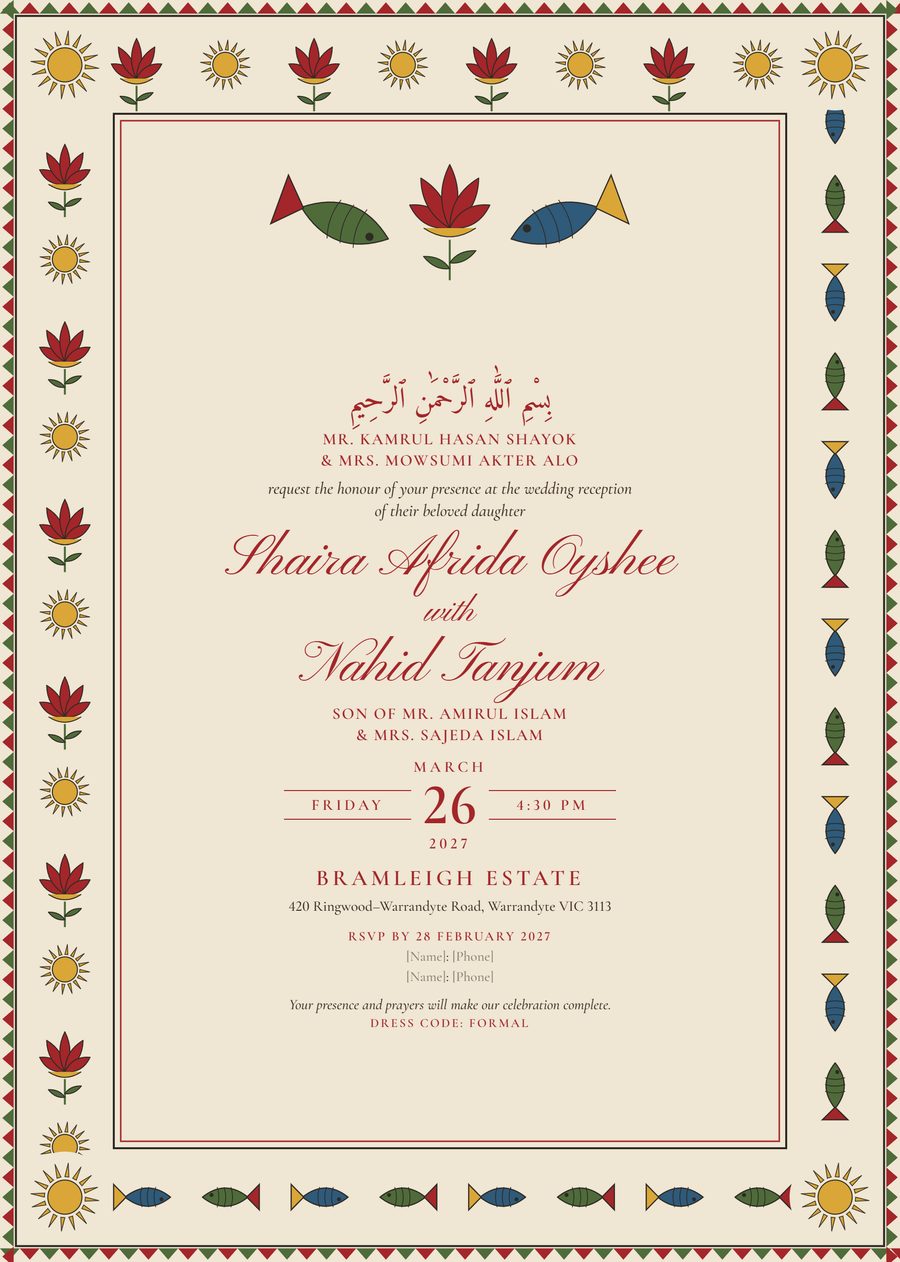 بِسْمِ ٱللَّهِ ٱلرَّحْمَٰنِ ٱلرَّحِيمِ
MR. KAMRUL HASAN SHAYOK
& MRS. MOWSUMI AKTER ALO
request the honour of your presence at the wedding reception
of their beloved daughter
Shaira Afrida Oyshee
with
Nahid Tanjum
SON OF MR. AMIRUL ISLAM
& MRS. SAJEDA ISLAM
MARCH
FRIDAY 26 4:30 PM
2027
BRAMLEIGH ESTATE
420 Ringwood–Warrandyte Road, Warrandyte VIC 3113
RSVP BY 28 FEBRUARY 2027
[Name]: [Phone]
[Name]: [Phone]
Your presence and prayers will make our celebration complete.
DRESS CODE: FORMAL